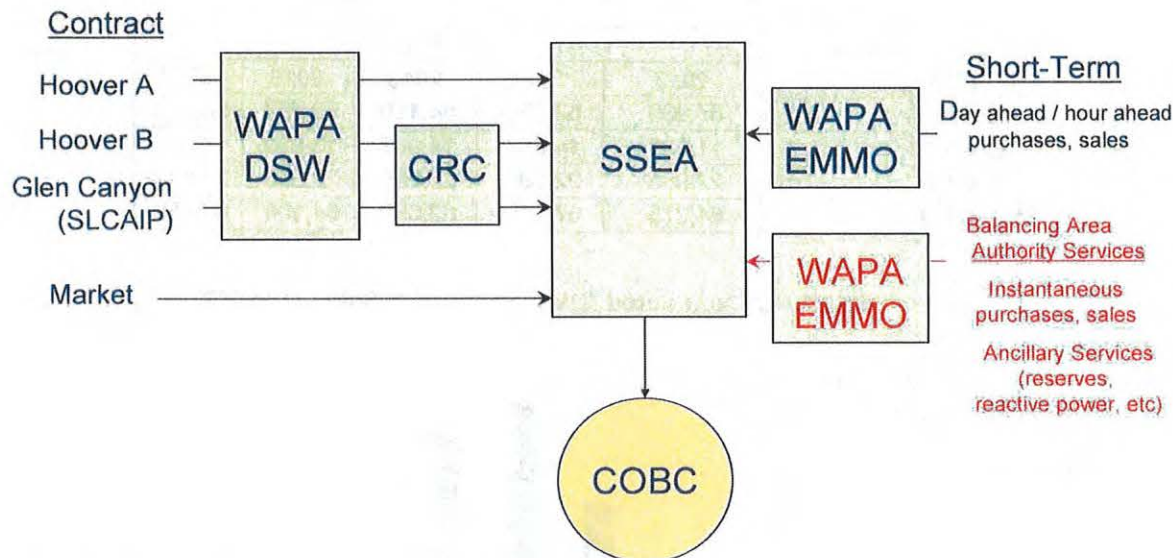 Contract
Hoover A
Hoover B
Glen Canyon
(SLCAIP)
Market
WAPA
DSW
CRC
SSEA
WAPA
EMMO
Short-Term
Day ahead / hour ahead
purchases, sales
WAPA
EMMO
Balancing Area
Authority Services
Instantaneous
purchases, sales
Ancillary Services
(reserves,
reactive power, etc)
COBC